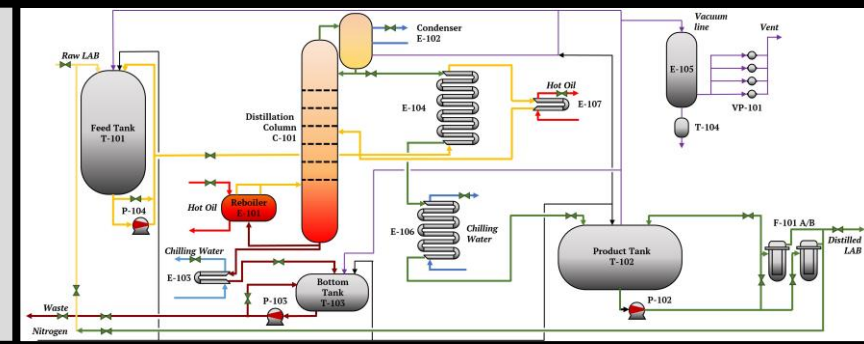 Raw LAB
Feed Tank
T-101
P-104
Hot Oil
Reboiler
E-101
Chilling Water
E-103
Waste
Nitrogen
P-103
Bottom
Tank
T-103
Distillation
Column
C-101
Condenser
E-102
E-104
Hot Oil
E-107
E-106
Chilling
Water
Vacuum
line
Vent
E-105
VP-101
T-104
Product Tank
T-102
P-102
F-101 A/B
Distilled
LAB